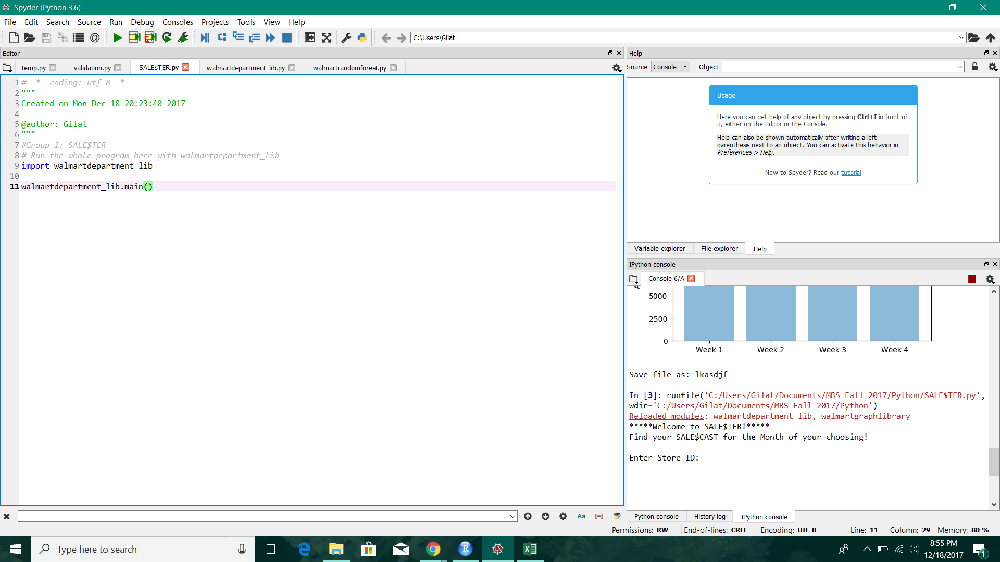 Spyder (Python 3.6)
File Edit Search Source Run Debug Consoles Projects Tools View Help
C:\Users\Gilat
Editor
temp.py validation.py SALE$TER.py walmartdepartment_lib.py walmartrandomforest.py
1 # -*- coding: utf-8 -*-
2 """
3 Created on Mon Dec 18 20:23:40 2017
4
5 @author: Gilat
6 """
7 #Group 1: SALE$TER
8 # Run the whole program here with walmartdepartment_lib
9 import walmartdepartment_lib
10
11 walmartdepartment_lib.main()
Aa
Help
Source Console Object
Usage
Here you can get help of any object by pressing Ctrl+I in front of
it, either on the Editor or the Console.
Help can also be shown automatically after writing a left
parenthesis next to an object. You can activate this behavior in
Preferences > Help.
New to Spyder? Read our tutorial
Variable explorer File explorer Help
IPython console
Console 6/A
5000
2500
0
Week 1 Week 2 Week 3 Week 4
Save file as: lkasdjf
In [3]: runfile('C:/Users/Gilat/Documents/MBS Fall 2017/Python/SALE$TER.py',
wdir='C:/Users/Gilat/Documents/MBS Fall 2017/Python')
Reloaded modules: walmartdepartment_lib, walmartgraphlibrary
*****Welcome to SALE$TER!*****
Find your SALE$CAST for the Month of your choosing!
Enter Store ID:
Python console History log IPython console
Permissions: RW End-of-lines: CRLF Encoding: UTF-8 Line: 11 Column: 29 Memory: 80 %
Type here to search
8:55 PM
12/18/2017
1